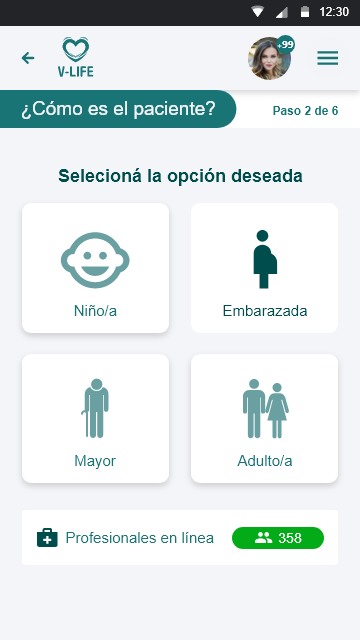 12:30
V-LIFE
+99
¿Cómo es el paciente?
Paso 2 de 6
Selecioná la opción deseada
Niño/a
Embarazada
Mayor
Adulto/a
Profesionales en línea
358